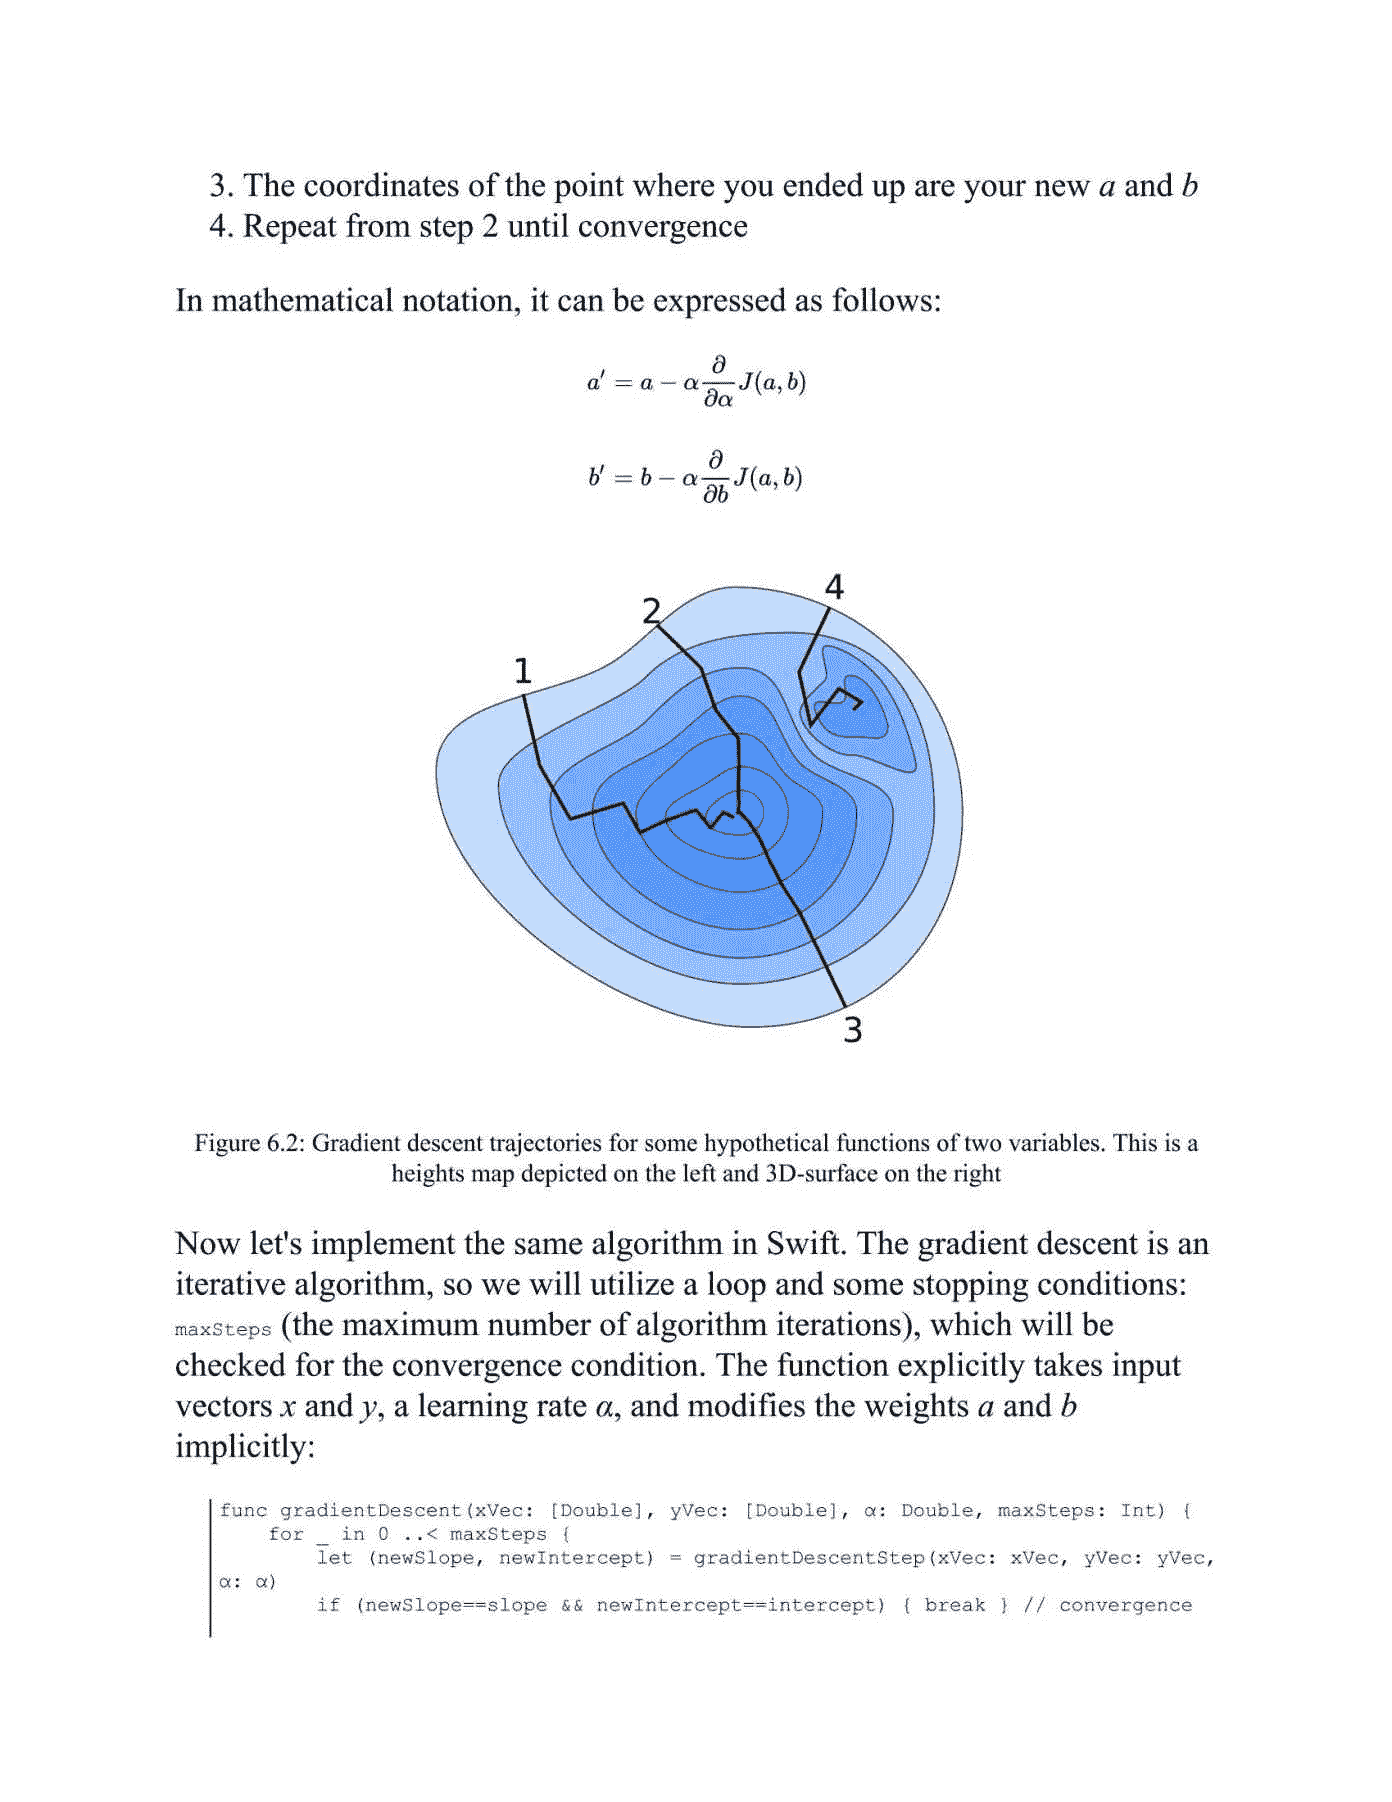 3. The coordinates of the point where you ended up are your new a and b
4. Repeat from step 2 until convergence
In mathematical notation, it can be expressed as follows:
a′ = a − α ∂/∂α J(a, b)
b′ = b − α ∂/∂b J(a, b)
4
2
1
3
Figure 6.2: Gradient descent trajectories for some hypothetical functions of two variables. This is a
heights map depicted on the left and 3D-surface on the right
Now let's implement the same algorithm in Swift. The gradient descent is an
iterative algorithm, so we will utilize a loop and some stopping conditions:
maxSteps (the maximum number of algorithm iterations), which will be
checked for the convergence condition. The function explicitly takes input
vectors x and y, a learning rate α, and modifies the weights a and b
implicitly:
func gradientDescent(xVec: [Double], yVec: [Double], α: Double, maxSteps: Int) {
for _ in 0 ..< maxSteps {
let (newSlope, newIntercept) = gradientDescentStep(xVec: xVec, yVec: yVec,
α: α)
if (newSlope==slope && newIntercept==intercept) { break } // convergence